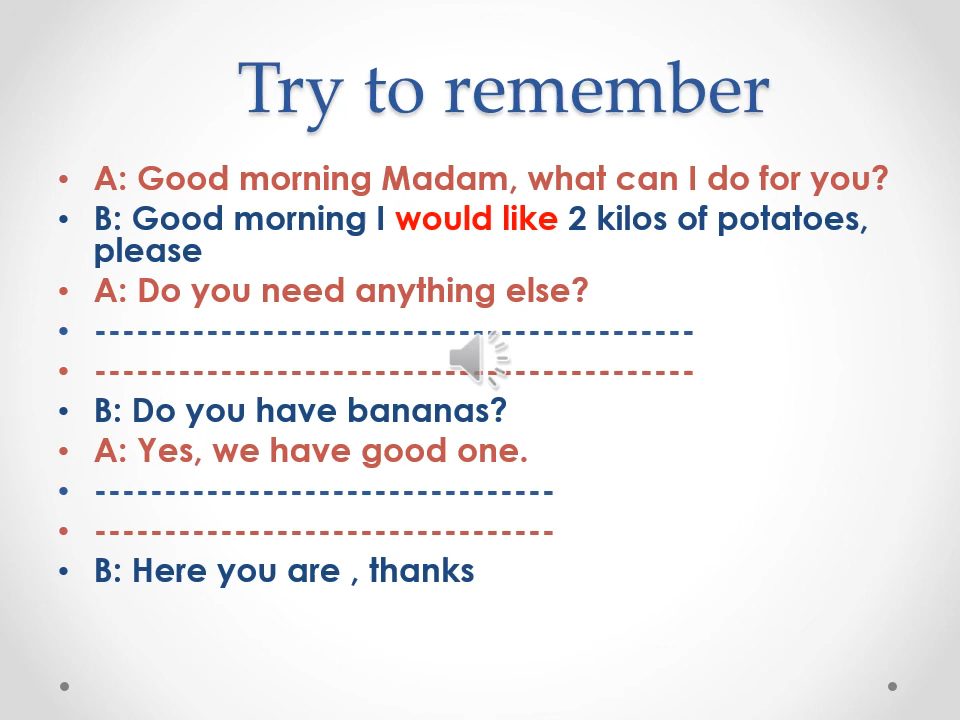 Try to remember
• A: Good morning Madam, what can I do for you?
• B: Good morning I would like 2 kilos of potatoes,
please
• A: Do you need anything else?
• -------------------------------------------
• -------------------------------------------
• B: Do you have bananas?
• A: Yes, we have good one.
• ---------------------------------
• ---------------------------------
• B: Here you are , thanks